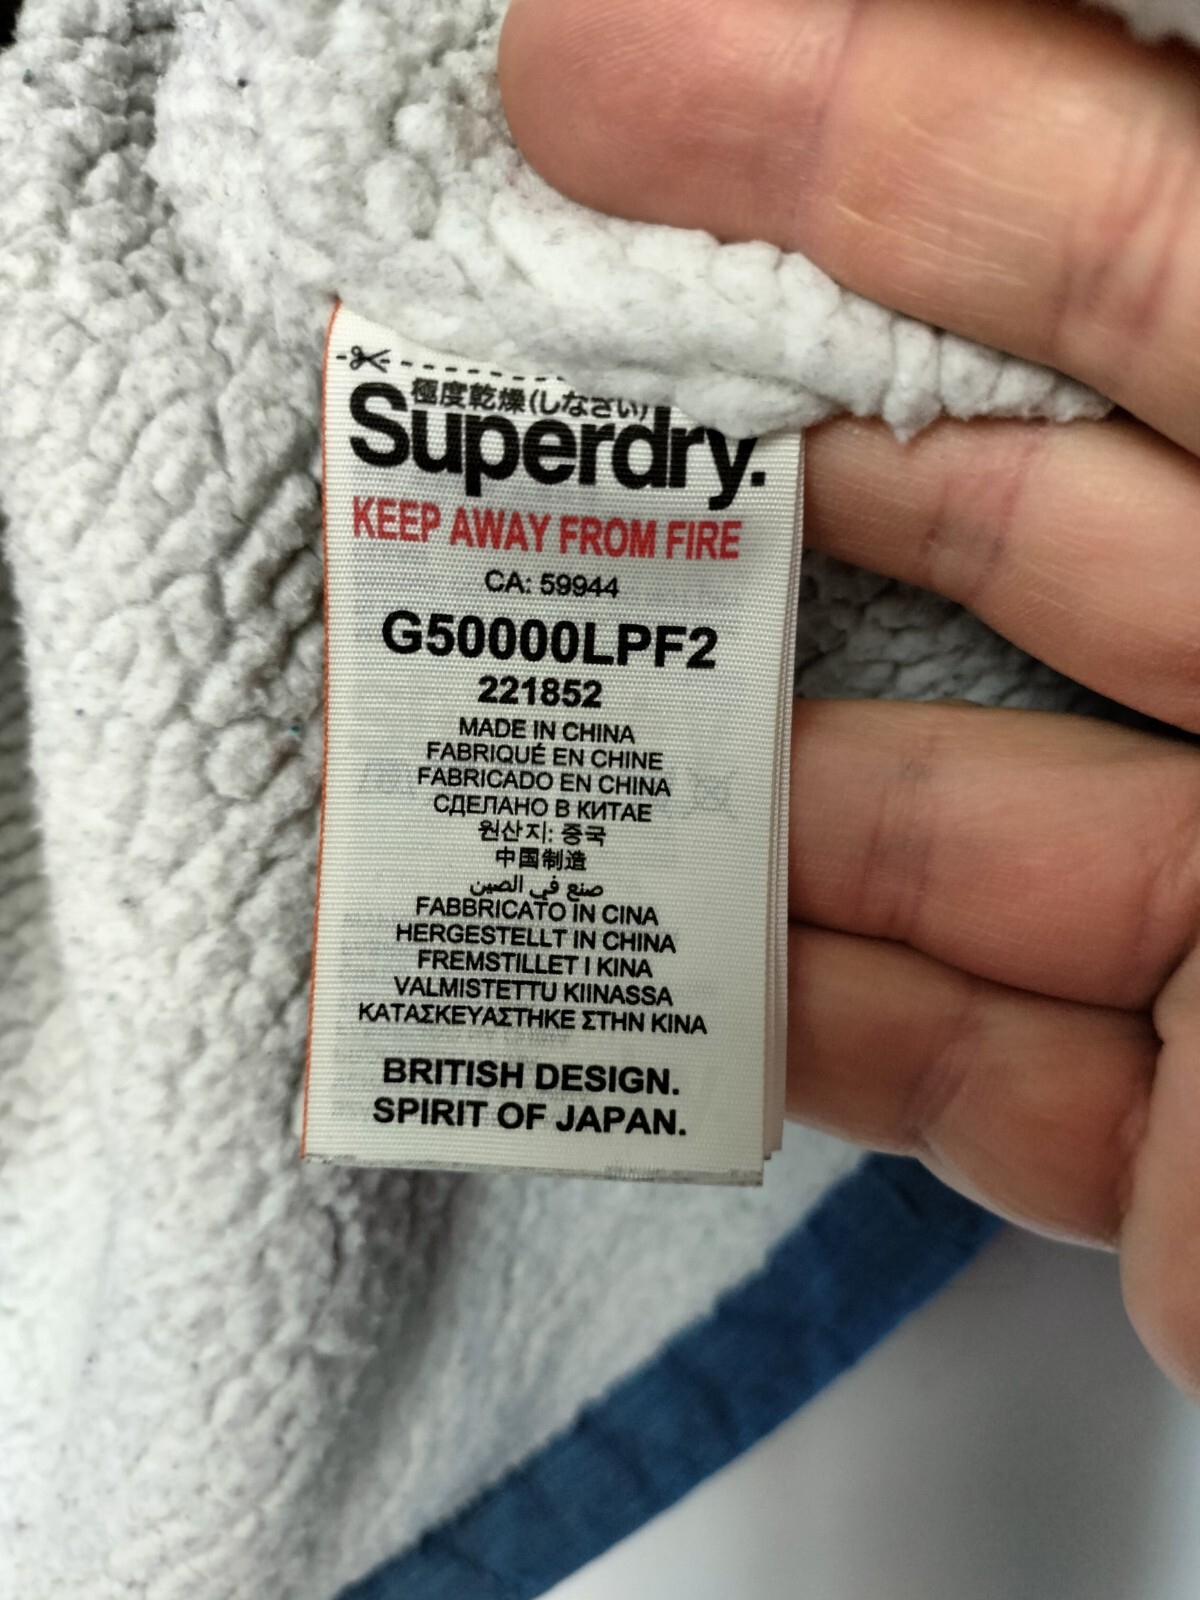 極度乾燥(しなさい)
Superdry.
KEEP AWAY FROM FIRE
CA: 59944
G50000LPF2
221852
MADE IN CHINA
FABRIQUÉ EN CHINE
FABRICADO EN CHINA
СДЕЛАНО В КИТАЕ
원산지: 중국
中国制造
صنع في الصين
FABBRICATO IN CINA
HERGESTELLT IN CHINA
FREMSTILLET I KINA
VALMISTETTU KIINASSA
ΚΑΤΑΣΚΕΥΑΣΤΗΚΕ ΣΤΗΝ ΚΙΝΑ
BRITISH DESIGN.
SPIRIT OF JAPAN.